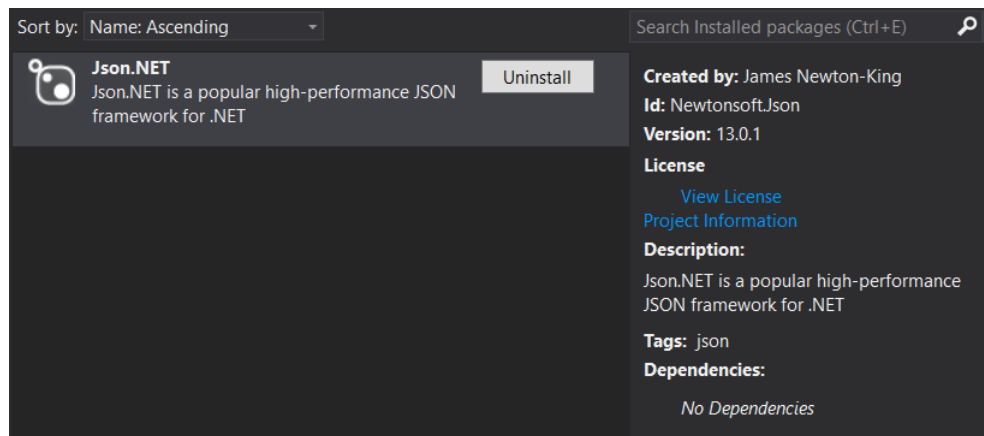 Sort by: Name: Ascending
Search Installed packages (Ctrl+E)
Json.NET
Json.NET is a popular high-performance JSON
framework for .NET
Uninstall
Created by: James Newton-King
Id: Newtonsoft.Json
Version: 13.0.1
License
View License
Project Information
Description:
Json.NET is a popular high-performance
JSON framework for .NET
Tags: json
Dependencies:
No Dependencies